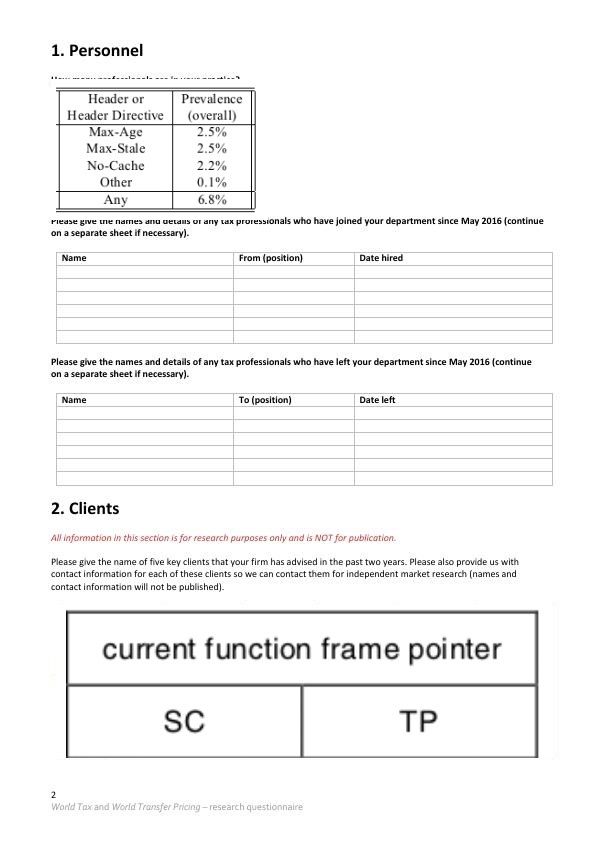 1. Personnel
How many professionals are in your practice?
Header or Prevalence
Header Directive (overall)
Max-Age 2.5%
Max-Stale 2.5%
No-Cache 2.2%
Other 0.1%
Any 6.8%
Please give the names and details of any tax professionals who have joined your department since May 2016 (continue
on a separate sheet if necessary).
Name From (position) Date hired
Please give the names and details of any tax professionals who have left your department since May 2016 (continue
on a separate sheet if necessary).
Name To (position) Date left
2. Clients
All information in this section is for research purposes only and is NOT for publication.
Please give the name of five key clients that your firm has advised in the past two years. Please also provide us with
contact information for each of these clients so we can contact them for independent market research (names and
contact information will not be published).
current function frame pointer
SC TP
2
World Tax and World Transfer Pricing – research questionnaire